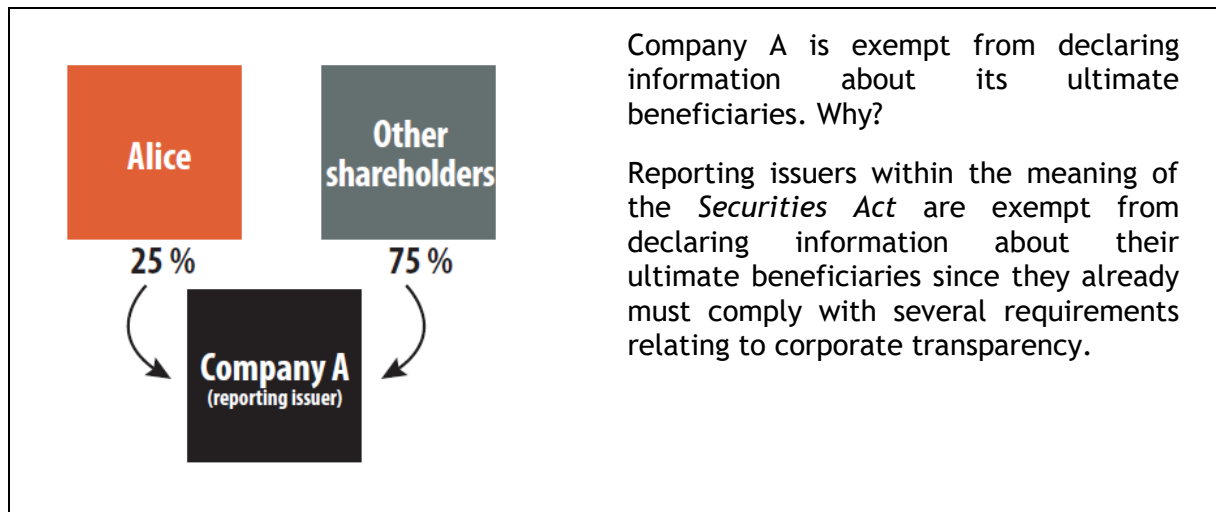 Alice
Other
shareholders
25 %
75 %
Company A
(reporting issuer)
Company A is exempt from declaring
information about its ultimate
beneficiaries. Why?
Reporting issuers within the meaning of
the Securities Act are exempt from
declaring information about their
ultimate beneficiaries since they already
must comply with several requirements
relating to corporate transparency.